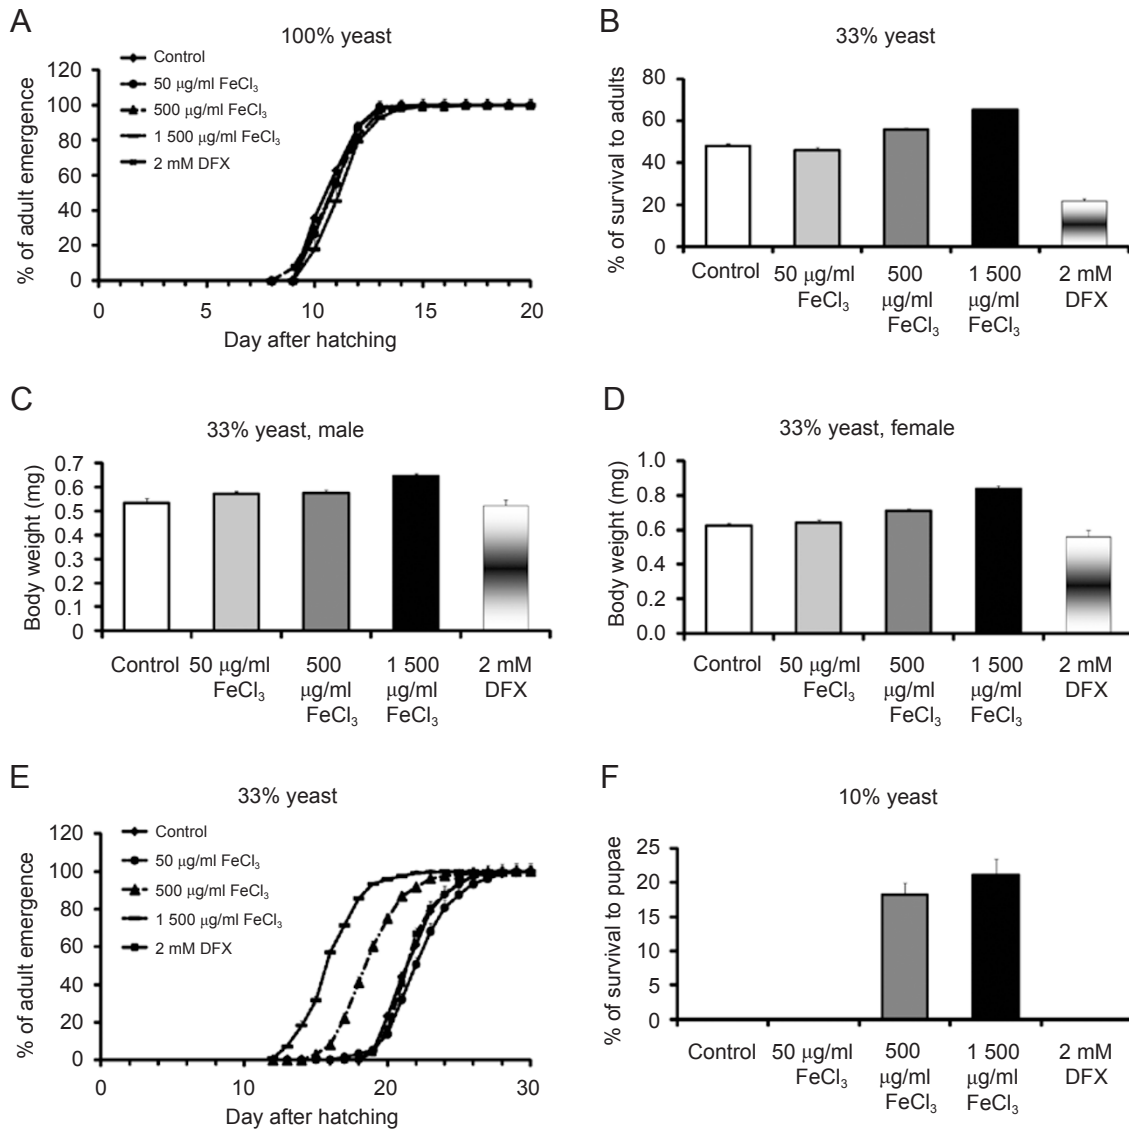 A
100% yeast
Control
50 µg/ml FeCl₃
500 µg/ml FeCl₃
1 500 µg/ml FeCl₃
2 mM DFX
% of adult emergence
120
100
80
60
40
20
0
0 5 10 15 20
Day after hatching
B
33% yeast
% of survival to adults
80
60
40
20
0
Control 50 µg/ml 500 1 500 2 mM
FeCl₃ µg/ml µg/ml DFX
FeCl₃ FeCl₃
C
33% yeast, male
Body weight (mg)
0.7
0.6
0.5
0.4
0.3
0.2
0.1
0
Control 50 µg/ml 500 1 500 2 mM
FeCl₃ µg/ml µg/ml DFX
FeCl₃ FeCl₃
D
33% yeast, female
Body weight (mg)
1.0
0.8
0.6
0.4
0.2
0.0
Control 50 µg/ml 500 1 500 2 mM
FeCl₃ µg/ml µg/ml DFX
FeCl₃ FeCl₃
E
33% yeast
Control
50 µg/ml FeCl₃
500 µg/ml FeCl₃
1 500 µg/ml FeCl₃
2 mM DFX
% of adult emergence
120
100
80
60
40
20
0
0 10 20 30
Day after hatching
F
10% yeast
% of survival to pupae
25
20
15
10
5
0
Control 50 µg/ml 500 1 500 2 mM
FeCl₃ µg/ml µg/ml DFX
FeCl₃ FeCl₃